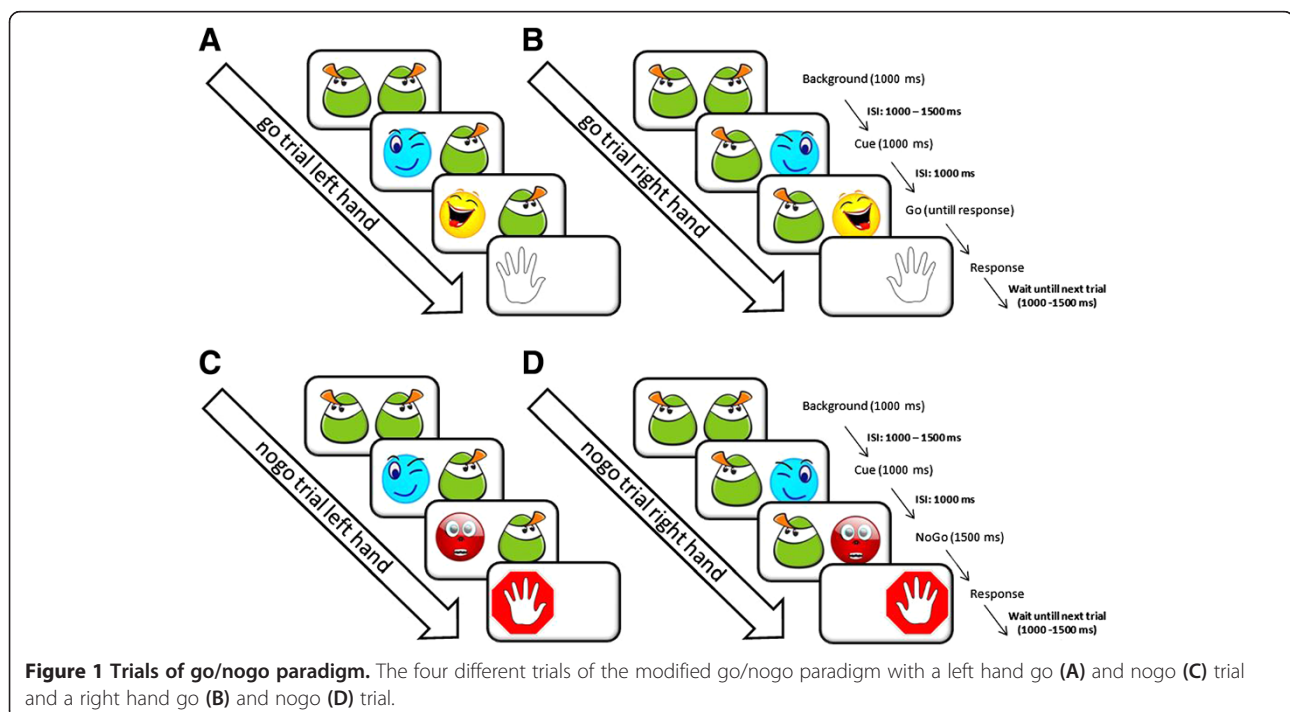 A
go trial left hand
B
go trial right hand
Background (1000 ms)
ISI: 1000 – 1500 ms
Cue (1000 ms)
ISI: 1000 ms
Go (untill response)
Response
Wait untill next trial
(1000 -1500 ms)
C
nogo trial left hand
D
nogo trial right hand
Background (1000 ms)
ISI: 1000 – 1500 ms
Cue (1000 ms)
ISI: 1000 ms
NoGo (1500 ms)
Response
Wait untill next trial
(1000 -1500 ms)
Figure 1 Trials of go/nogo paradigm. The four different trials of the modified go/nogo paradigm with a left hand go (A) and nogo (C) trial
and a right hand go (B) and nogo (D) trial.